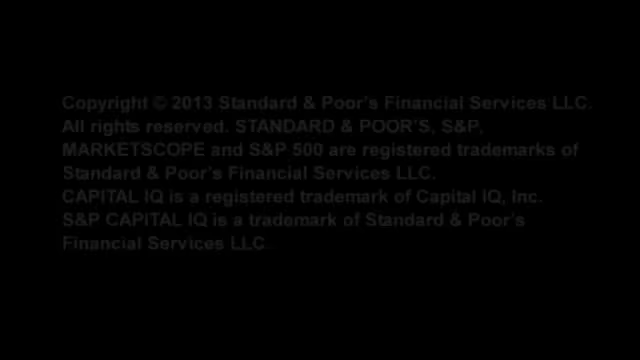 Copyright © 2013 Standard & Poor's Financial Services LLC.
All rights reserved. STANDARD & POOR'S, S&P,
MARKETSCOPE and S&P 500 are registered trademarks of
Standard & Poor's Financial Services LLC.
CAPITAL IQ is a registered trademark of Capital IQ, Inc.
S&P CAPITAL IQ is a trademark of Standard & Poor's
Financial Services LLC.